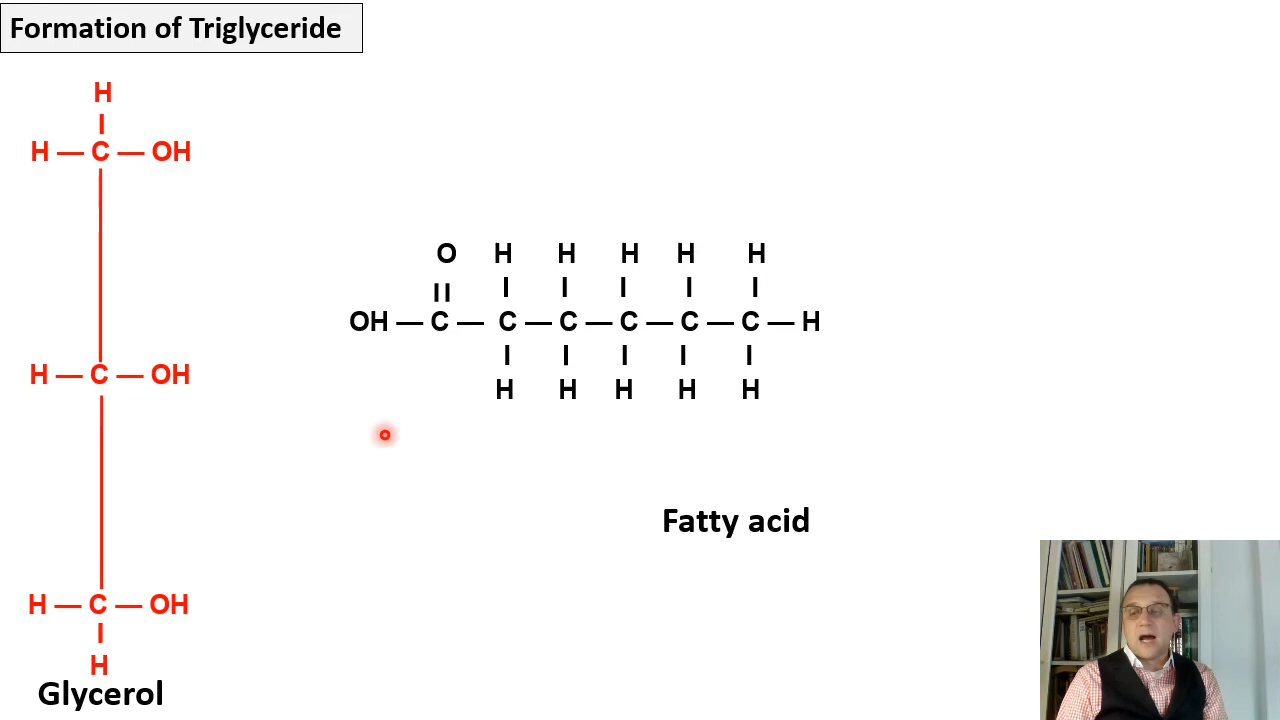 Formation of Triglyceride
H
H — C — OH
O H H H H H
OH — C — C — C — C — C — C — H
H — C — OH
H H H H H
Fatty acid
H — C — OH
H
Glycerol